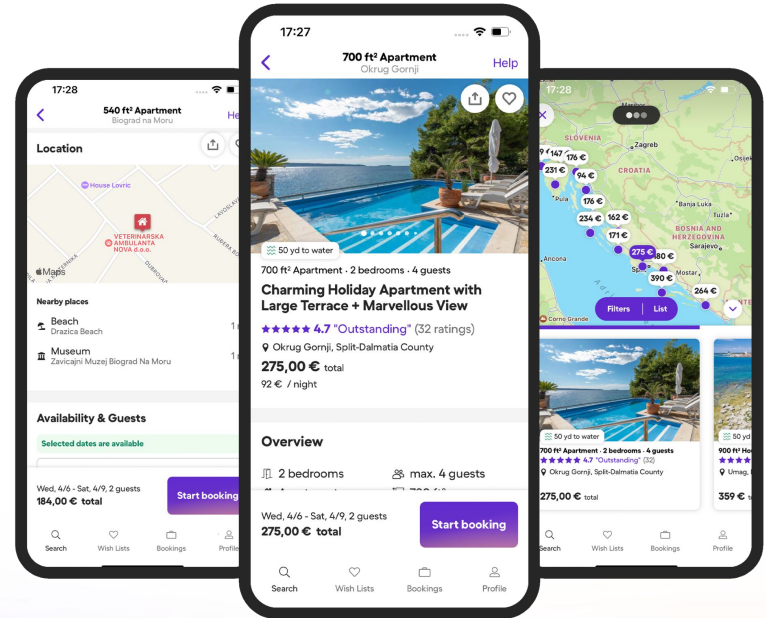 17:28
540 ft² Apartment
Biograd na Moru
Location
House Lovric
VETERINARSKA
AMBULANTA
NOVA d.o.o.
Maps
Nearby places
Beach
Drazica Beach
Museum
Zavicajni Muzej Biograd Na Moru
Availability & Guests
Selected dates are available
Wed, 4/6 - Sat, 4/9, 2 guests
184,00 € total
Start booking
Search
Wish Lists
Bookings
Profile
17:27
700 ft² Apartment
Okrug Gornji
Help
50 yd to water
700 ft² Apartment · 2 bedrooms · 4 guests
Charming Holiday Apartment with
Large Terrace + Marvellous View
4.7 "Outstanding" (32 ratings)
Okrug Gornji, Split-Dalmatia County
275,00 € total
92 € / night
Overview
2 bedrooms
max. 4 guests
Wed, 4/6 - Sat, 4/9, 2 guests
275,00 € total
Start booking
Search
Wish Lists
Bookings
Profile
17:28
SLOVENIA
Zagreb
CROATIA
Osijek
147
176 €
231 €
94 €
Pula
176 €
Banja Luka
Tuzla
234 €
162 €
BOSNIA AND
HERZEGOVINA
171 €
Sarajevo
Ancona
275 €
80 €
Mostar
390 €
264 €
Filters
List
Corno Grande
50 yd to water
700 ft² Apartment · 2 bedrooms · 4 guests
4.7 "Outstanding" (32)
Okrug Gornji, Split-Dalmatia County
275,00 € total
50 yd
900 ft² Ho
Umag,
359 €
Search
Wish Lists
Bookings
Profile